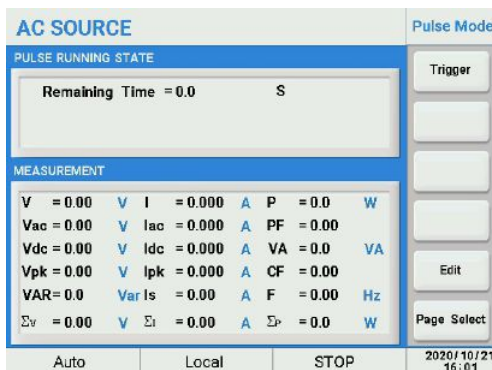 AC SOURCE
Pulse Mode
PULSE RUNNING STATE
Remaining Time = 0.0 S
Trigger
MEASUREMENT
V = 0.00 V I = 0.000 A P = 0.0 W
Vac = 0.00 V Iac = 0.000 A PF = 0.00
Vdc = 0.00 V Idc = 0.000 A VA = 0.0 VA
Vpk = 0.00 V Ipk = 0.000 A CF = 0.00
VAR= 0.0 Var Is = 0.00 A F = 0.00 Hz
Σv = 0.00 V Σı = 0.00 A Σp = 0.0 W
Edit
Page Select
Auto Local STOP
2020/10/21
16:01